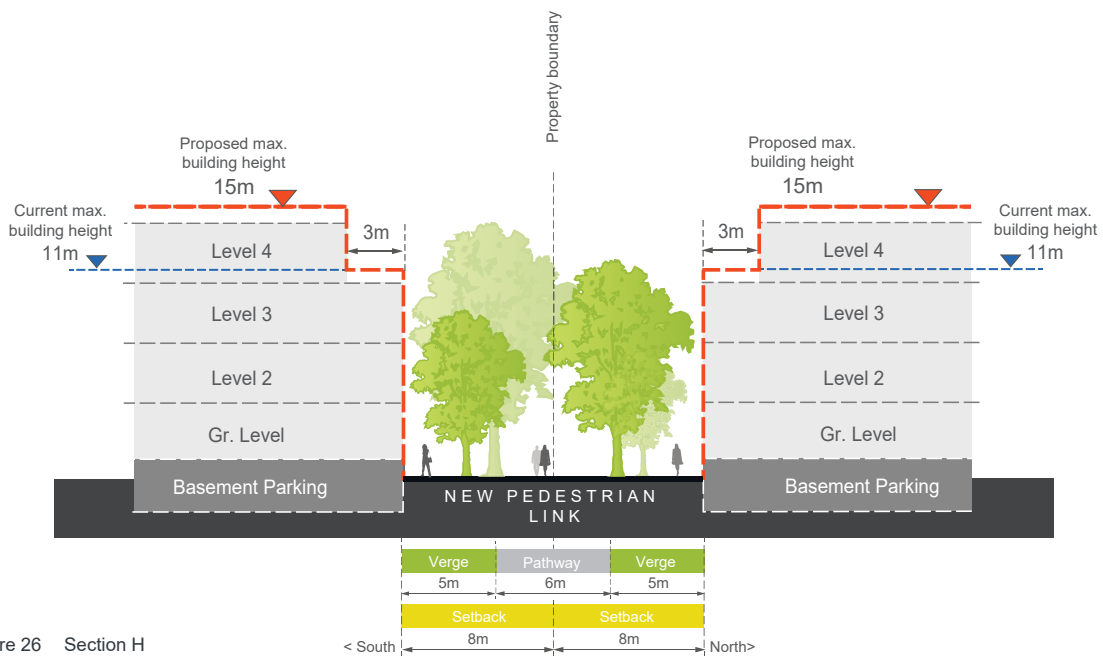 Property boundary
Proposed max.
building height
15m
Proposed max.
building height
15m
Current max.
building height
11m
Current max.
building height
11m
3m
3m
Level 4
Level 3
Level 2
Gr. Level
Basement Parking
Level 4
Level 3
Level 2
Gr. Level
Basement Parking
NEW PEDESTRIAN
LINK
Verge
Pathway
Verge
5m
6m
5m
Setback
Setback
8m
8m
< South
North>
re 26 Section H